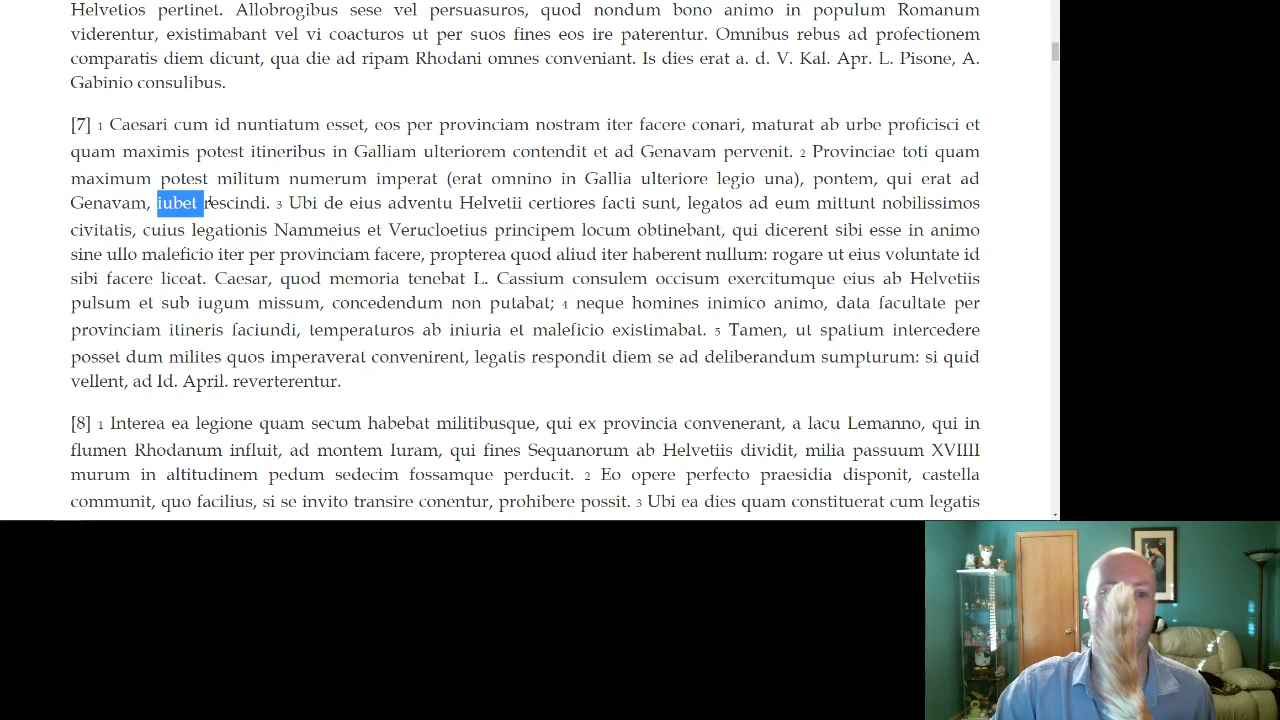 Helvetios pertinet. Allobrogibus sese vel persuasuros, quod nondum bono animo in populum Romanum
viderentur, existimabant vel vi coacturos ut per suos fines eos ire paterentur. Omnibus rebus ad profectionem
comparatis diem dicunt, qua die ad ripam Rhodani omnes conveniant. Is dies erat a. d. V. Kal. Apr. L. Pisone, A.
Gabinio consulibus.
[7] 1 Caesari cum id nuntiatum esset, eos per provinciam nostram iter facere conari, maturat ab urbe proficisci et
quam maximis potest itineribus in Galliam ulteriorem contendit et ad Genavam pervenit. 2 Provinciae toti quam
maximum potest militum numerum imperat (erat omnino in Gallia ulteriore legio una), pontem, qui erat ad
Genavam, iubet rescindi. 3 Ubi de eius adventu Helvetii certiores facti sunt, legatos ad eum mittunt nobilissimos
civitatis, cuius legationis Nammeius et Verucloetius principem locum obtinebant, qui dicerent sibi esse in animo
sine ullo maleficio iter per provinciam facere, propterea quod aliud iter haberent nullum: rogare ut eius voluntate id
sibi facere liceat. Caesar, quod memoria tenebat L. Cassium consulem occisum exercitumque eius ab Helvetiis
pulsum et sub iugum missum, concedendum non putabat; 4 neque homines inimico animo, data facultate per
provinciam itineris faciundi, temperaturos ab iniuria et maleficio existimabat. 5 Tamen, ut spatium intercedere
posset dum milites quos imperaverat convenirent, legatis respondit diem se ad deliberandum sumpturum: si quid
vellent, ad Id. April. reverterentur.
[8] 1 Interea ea legione quam secum habebat militibusque, qui ex provincia convenerant, a lacu Lemanno, qui in
flumen Rhodanum influit, ad montem Iuram, qui fines Sequanorum ab Helvetiis dividit, milia passuum XVIIII
murum in altitudinem pedum sedecim fossamque perducit. 2 Eo opere perfecto praesidia disponit, castella
communit, quo facilius, si se invito transire conentur, prohibere possit. 3 Ubi ea dies quam constituerat cum legatis